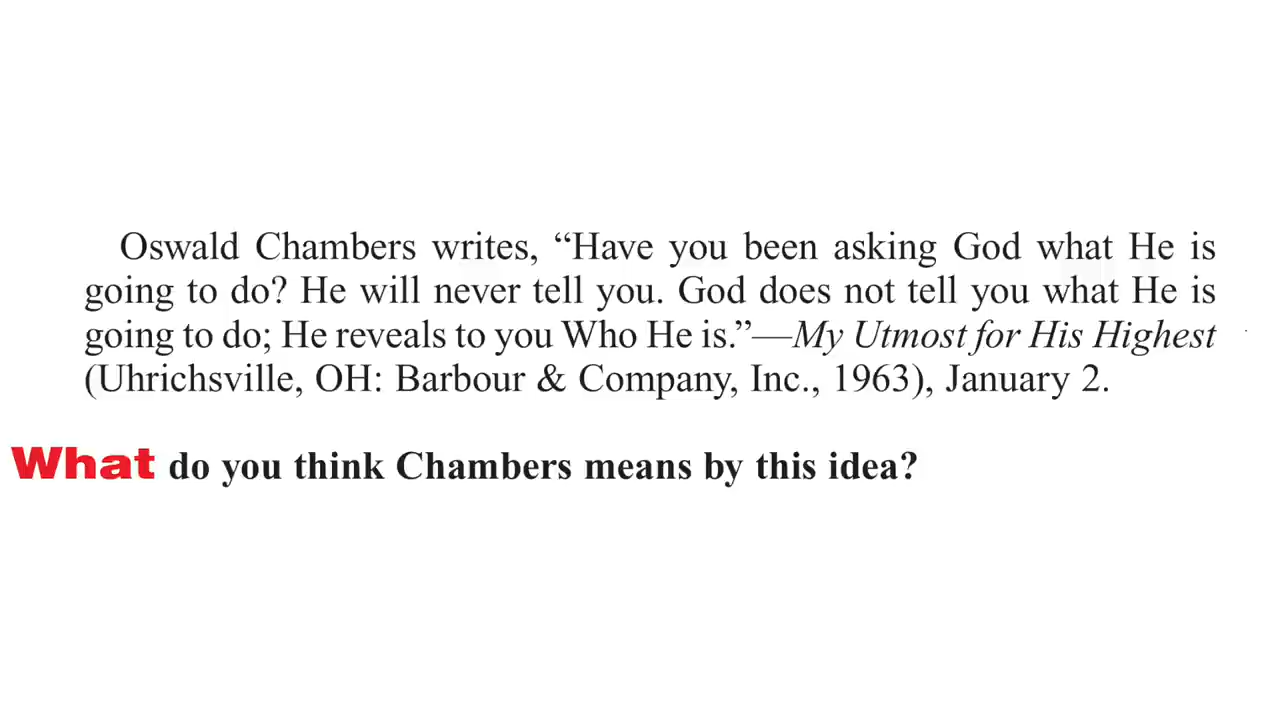 Oswald Chambers writes, “Have you been asking God what He is
going to do? He will never tell you. God does not tell you what He is
going to do; He reveals to you Who He is.”—My Utmost for His Highest
(Uhrichsville, OH: Barbour & Company, Inc., 1963), January 2.
What do you think Chambers means by this idea?